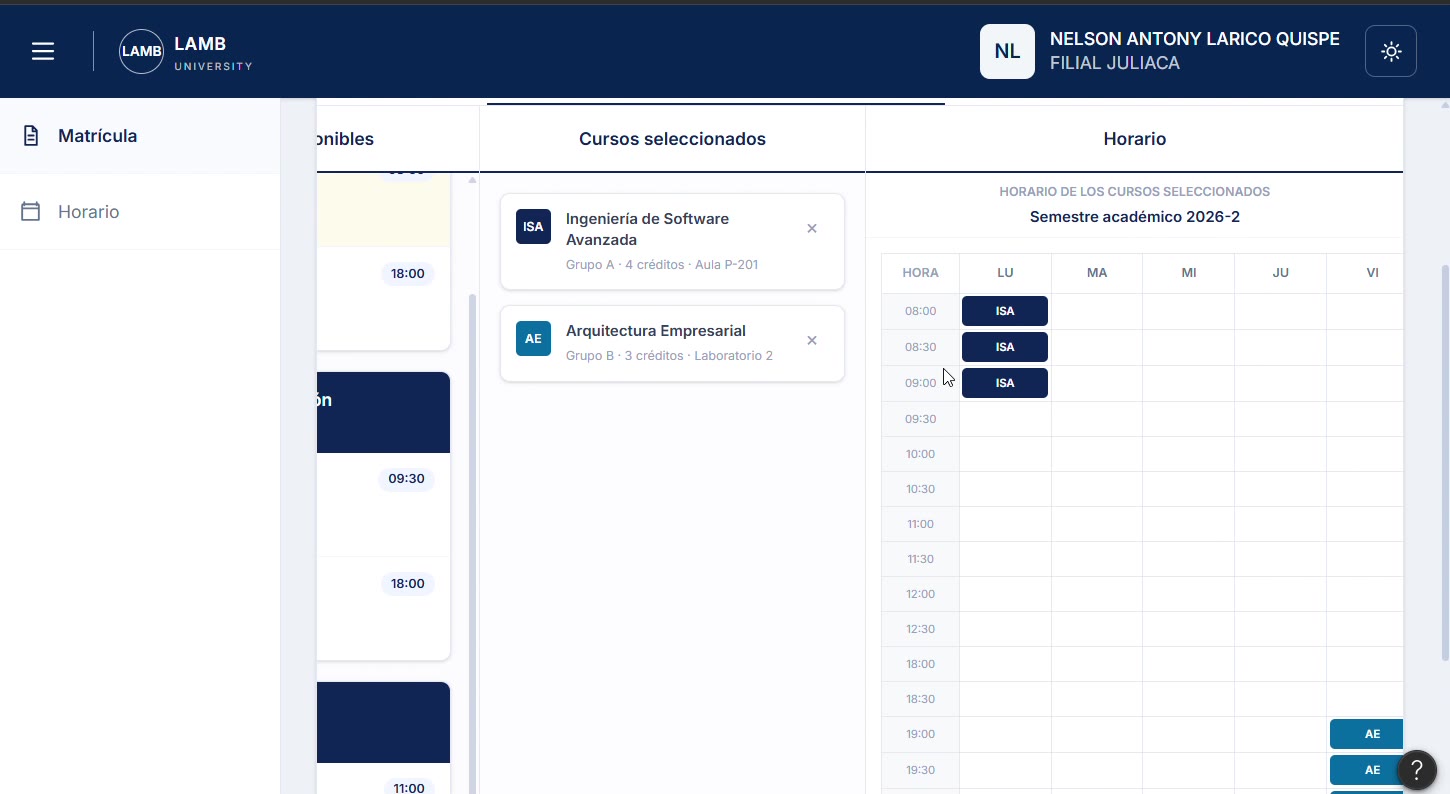 LAMB
LAMB
UNIVERSITY
NL
NELSON ANTONY LARICO QUISPE
FILIAL JULIACA
Matrícula
Horario
onibles
18:00
ón
09:30
18:00
11:00
Cursos seleccionados
ISA
Ingeniería de Software
Avanzada
Grupo A · 4 créditos · Aula P-201
×
AE
Arquitectura Empresarial
Grupo B · 3 créditos · Laboratorio 2
×
Horario
HORARIO DE LOS CURSOS SELECCIONADOS
Semestre académico 2026-2
HORA LU MA MI JU VI
08:00 ISA
08:30 ISA
09:00 ISA
09:30
10:00
10:30
11:00
11:30
12:00
12:30
18:00
18:30
19:00 AE
19:30 AE
?